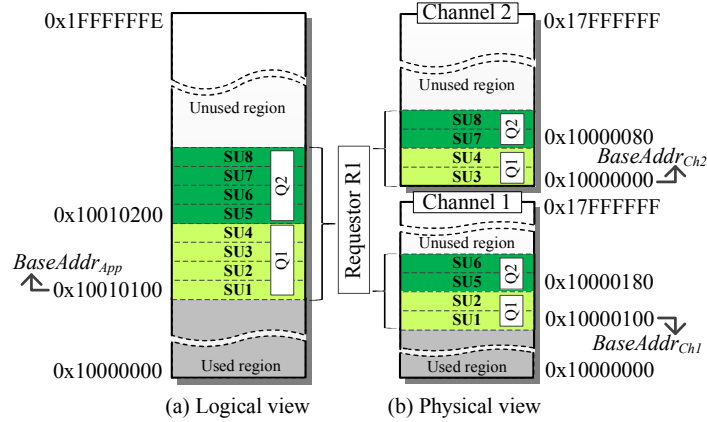 0x1FFFFFFE
Unused region
SU8
SU7
SU6
SU5
Q2
0x10010200
SU4
SU3
SU2
SU1
Q1
BaseAddrApp
0x10010100
Used region
0x10000000
(a) Logical view
Requestor R1
Channel 2
0x17FFFFFF
Unused region
SU8
SU7
Q2
0x10000080
SU4
SU3
Q1
BaseAddrCh2
0x10000000
Channel 1
0x17FFFFFF
Unused region
SU6
SU5
Q2
0x10000180
SU2
SU1
Q1
0x10000100
BaseAddrCh1
Used region
0x10000000
(b) Physical view